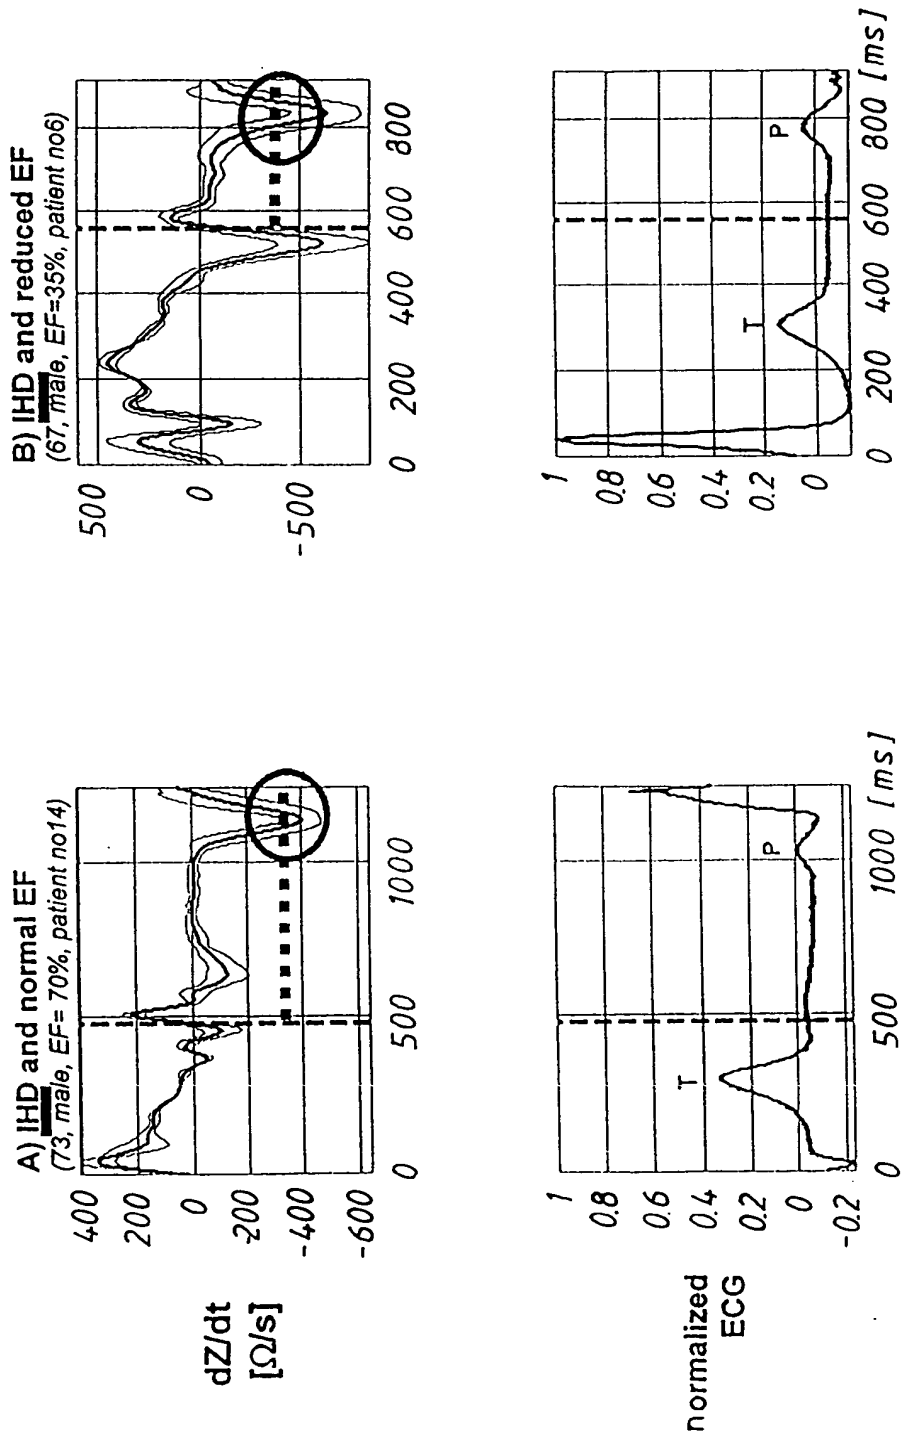 A) IHD and normal EF
(73, male, EF= 70%, patient no14)
dZ/dt
[Ω/s]
400
200
0
-200
-400
-600
0
500
1000
B) IHD and reduced EF
(67, male, EF=35%, patient no6)
500
0
-500
0
200
400
600
800
normalized
ECG
1
0.8
0.6
0.4
0.2
0
-0.2
T
P
0
500
1000 [ms]
1
0.8
0.6
0.4
0.2
0
T
P
0
200
400
600
800 [ms]